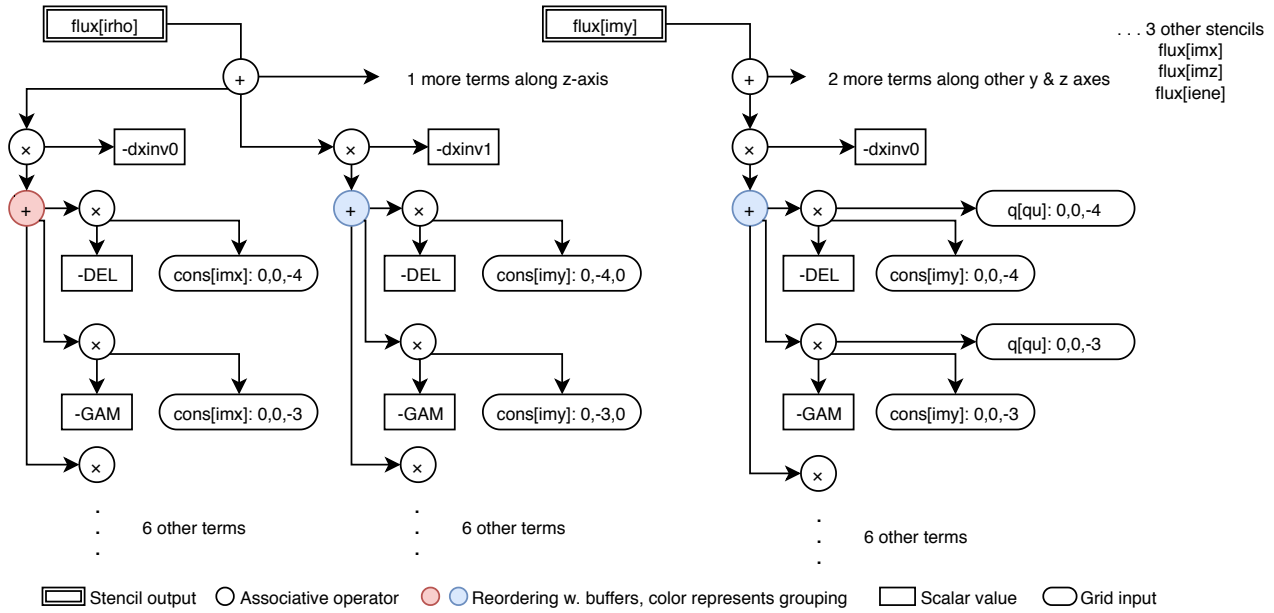 flux[irho]
flux[imy]
. . . 3 other stencils
flux[imx]
flux[imz]
flux[iene]
+
1 more terms along z-axis
+
2 more terms along other y & z axes
×
-dxinv0
×
-dxinv1
×
-dxinv0
+
×
+
×
+
×
q[qu]: 0,0,-4
-DEL
cons[imx]: 0,0,-4
-DEL
cons[imy]: 0,-4,0
-DEL
cons[imy]: 0,0,-4
×
×
×
q[qu]: 0,0,-3
-GAM
cons[imx]: 0,0,-3
-GAM
cons[imy]: 0,-3,0
-GAM
cons[imy]: 0,0,-3
×
×
×
.
.
.
6 other terms
.
.
.
6 other terms
.
.
.
6 other terms
Stencil output
Associative operator
Reordering w. buffers, color represents grouping
Scalar value
Grid input